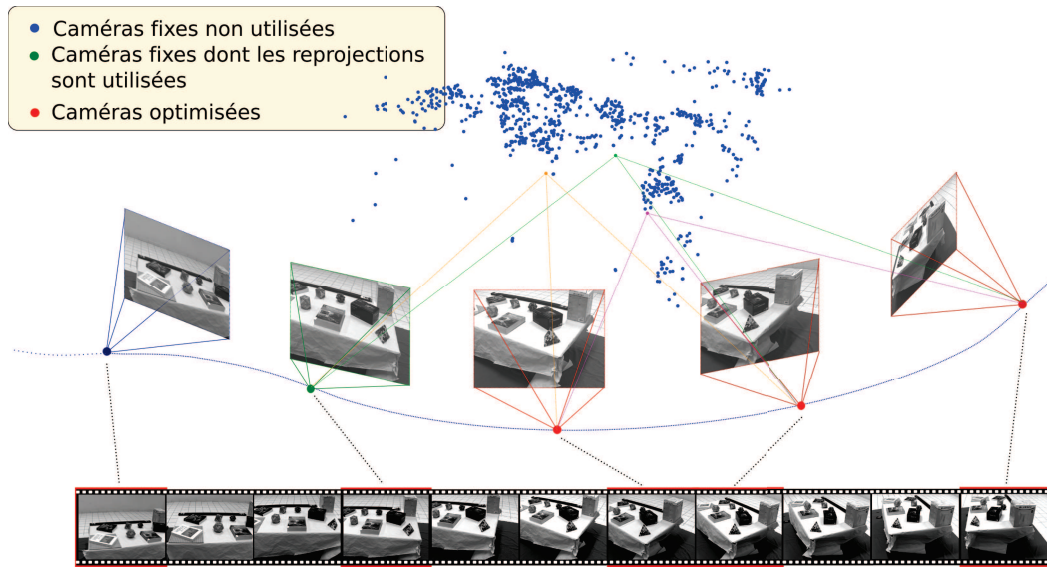 Caméras fixes non utilisées
Caméras fixes dont les reprojections
sont utilisées
Caméras optimisées